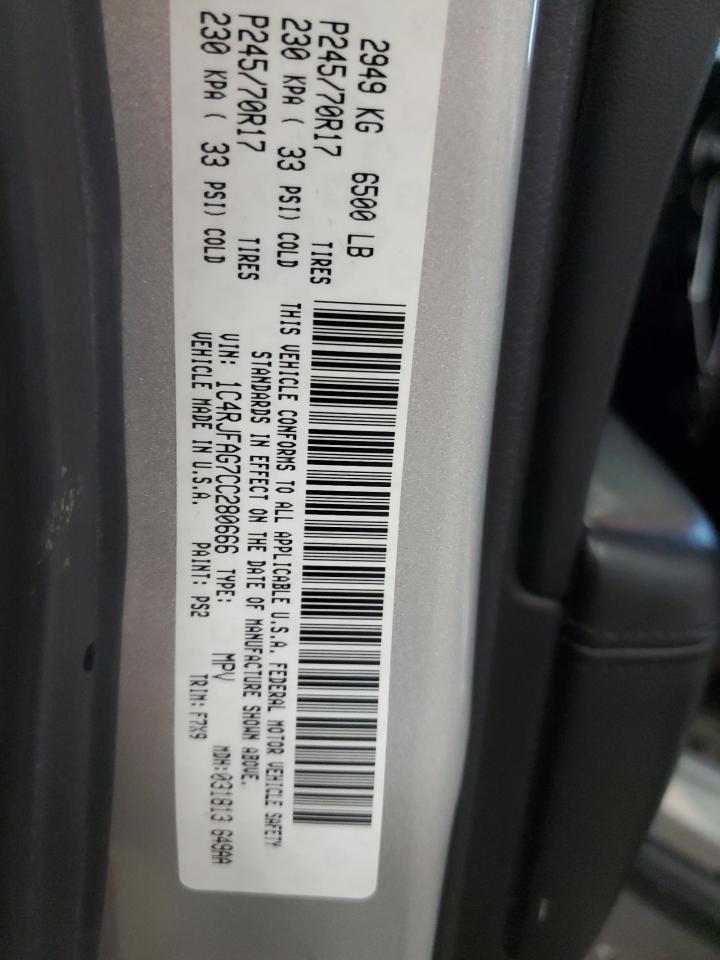 2949 KG 6500 LB
P245/70R17 TIRES
230 KPA ( 33 PSI) COLD
P245/70R17 TIRES
230 KPA ( 33 PSI) COLD
THIS VEHICLE CONFORMS TO ALL APPLICABLE U.S.A. FEDERAL MOTOR VEHICLE SAFETY
STANDARDS IN EFFECT ON THE DATE OF MANUFACTURE SHOWN ABOVE.
VIN: 1C4RJFAG7CC280666 TYPE: MPV MDH:031813 649AA
VEHICLE MADE IN U.S.A. PAINT: PS2 TRIM: F7X9